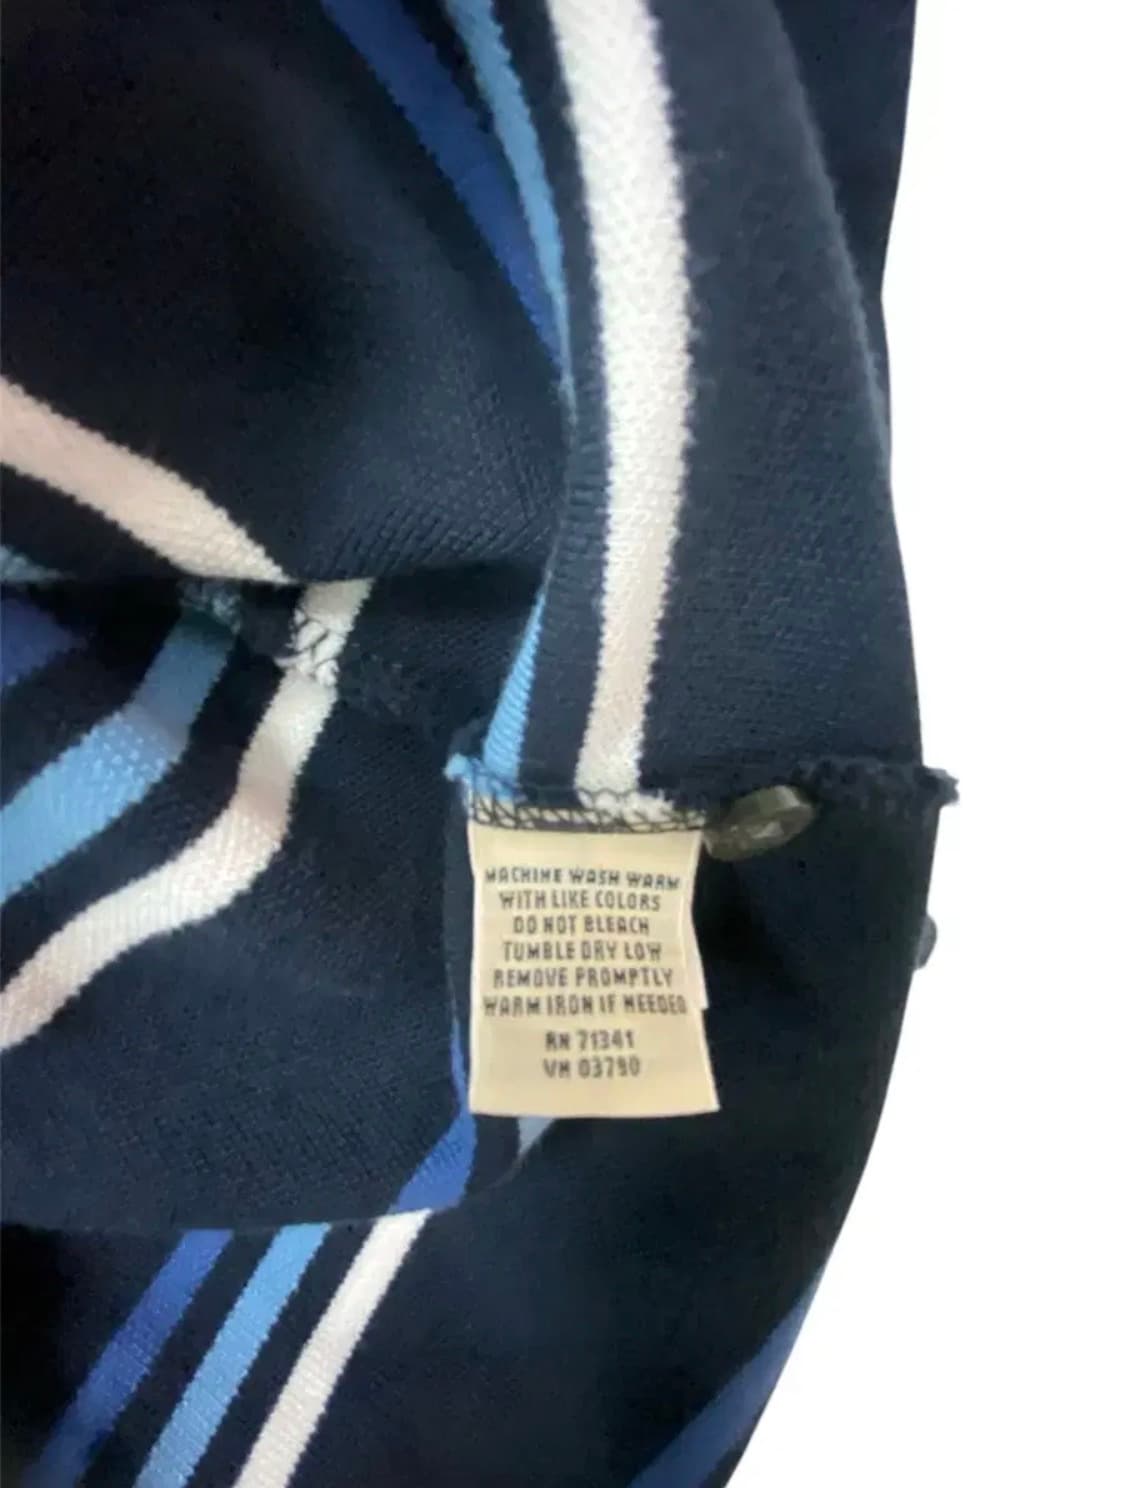 MACHINE WASH WARM
WITH LIKE COLORS
DO NOT BLEACH
TUMBLE DRY LOW
REMOVE PROMPTLY
WARM IRON IF NEEDED
RN 71341
VN 03790